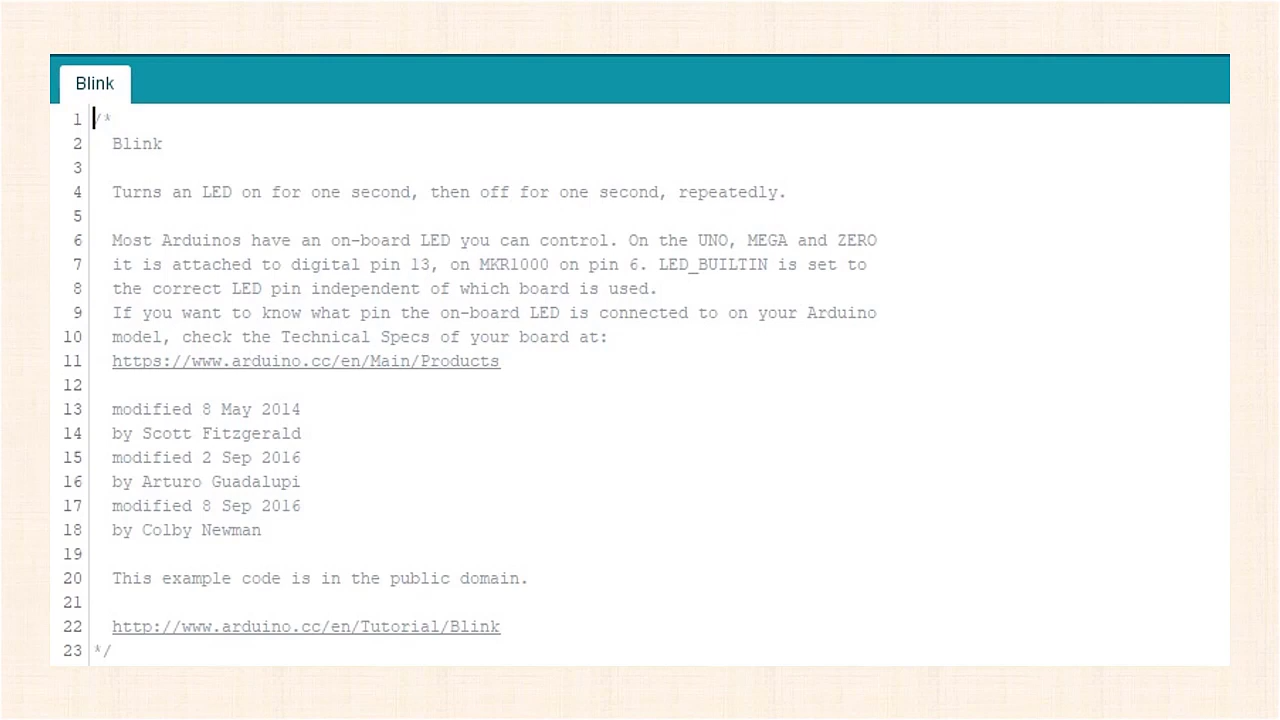 Blink
1 /*
2 Blink
3
4 Turns an LED on for one second, then off for one second, repeatedly.
5
6 Most Arduinos have an on-board LED you can control. On the UNO, MEGA and ZERO
7 it is attached to digital pin 13, on MKR1000 on pin 6. LED_BUILTIN is set to
8 the correct LED pin independent of which board is used.
9 If you want to know what pin the on-board LED is connected to on your Arduino
10 model, check the Technical Specs of your board at:
11 https://www.arduino.cc/en/Main/Products
12
13 modified 8 May 2014
14 by Scott Fitzgerald
15 modified 2 Sep 2016
16 by Arturo Guadalupi
17 modified 8 Sep 2016
18 by Colby Newman
19
20 This example code is in the public domain.
21
22 http://www.arduino.cc/en/Tutorial/Blink
23 */